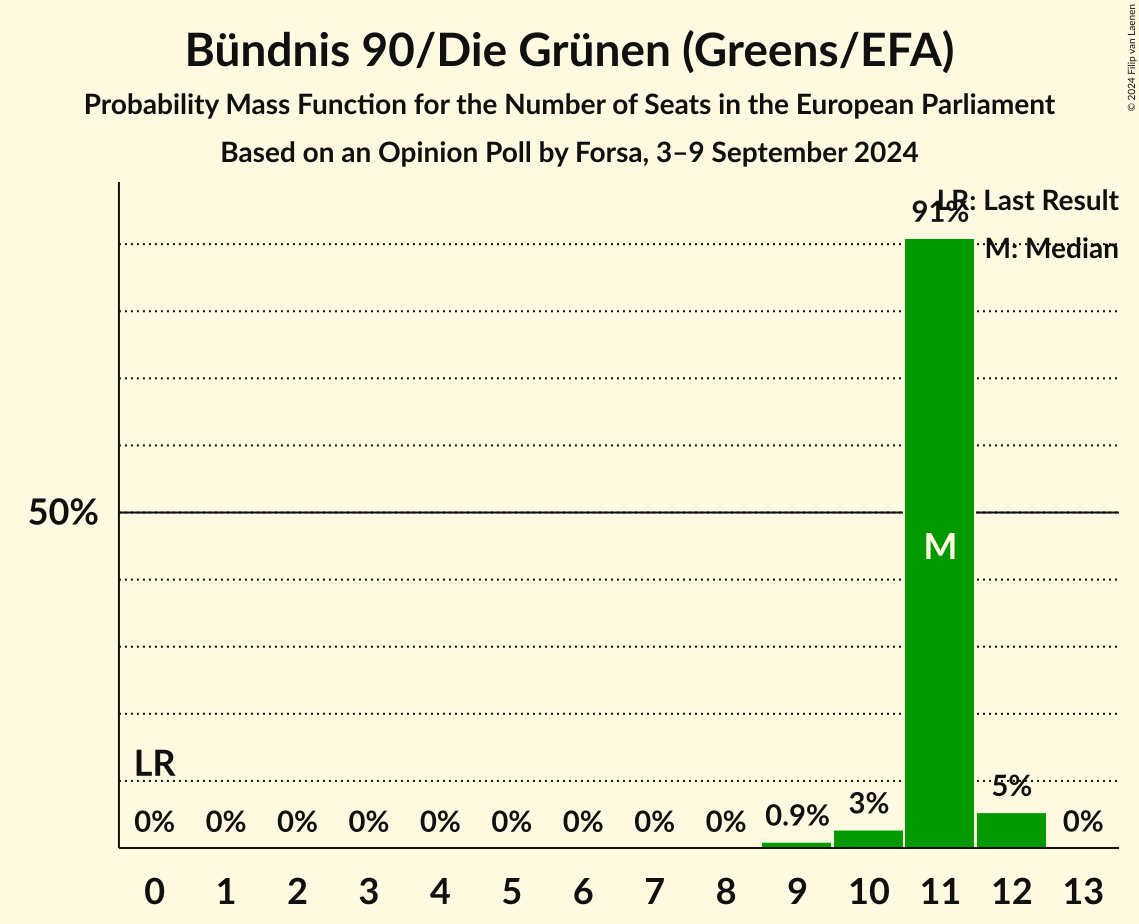 Bündnis 90/Die Grünen (Greens/EFA)
Probability Mass Function for the Number of Seats in the European Parliament
Based on an Opinion Poll by Forsa, 3–9 September 2024
© 2024 Filip van Laenen
LR: Last Result
M: Median
91%
50%
M
LR
0% 0% 0% 0% 0% 0% 0% 0% 0% 0.9% 3% 5% 0%
0 1 2 3 4 5 6 7 8 9 10 11 12 13